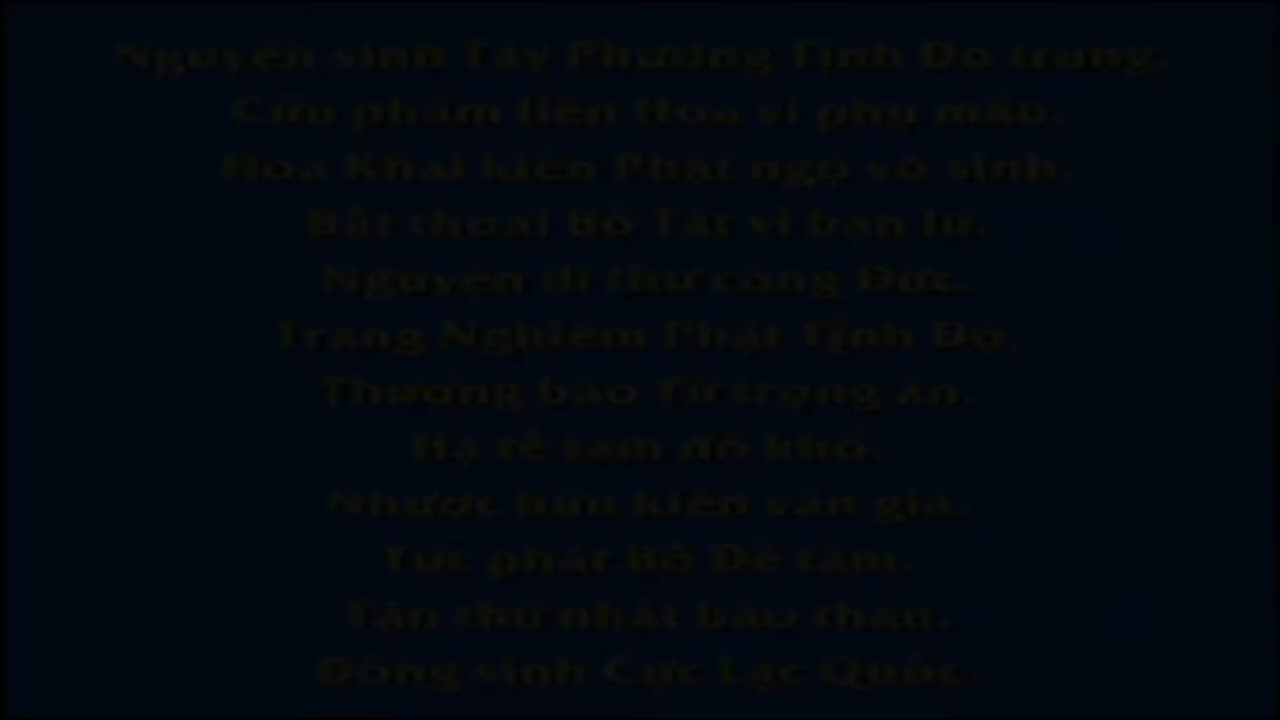 Nguyện sinh Tây Phương Tịnh Độ trung.
Cửu phẩm liên Hoa vi phụ mẫu.
Hoa Khai kiến Phật ngộ vô sinh.
Bất thoái Bồ Tát vi bạn lữ.
Nguyện dĩ thử công Đức.
Trang Nghiêm Phật Tịnh Độ.
Thượng báo Tứ trọng ân.
Hạ tế tam đồ khổ.
Nhược hữu kiến văn giả.
Tức phát Bồ Đề tâm.
Tận thử nhất báo thân.
Đồng sinh Cực Lạc Quốc.